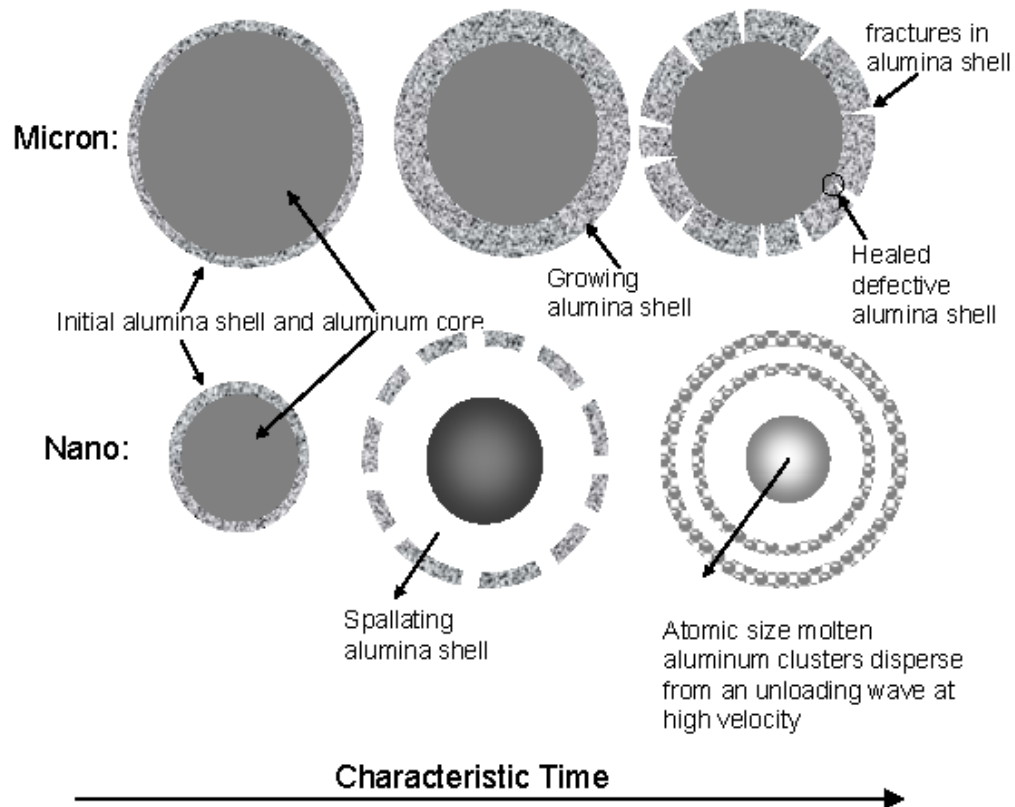 fractures in
alumina shell
Micron:
Growing
alumina shell
Healed
defective
alumina shell
Initial alumina shell and aluminum core
Nano:
Spallating
alumina shell
Atomic size molten
aluminum clusters disperse
from an unloading wave at
high velocity
Characteristic Time